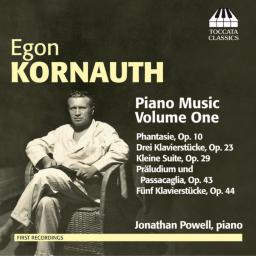 TOCCATA
CLASSICS
Egon
KORNAUTH
Piano Music
Volume One
Phantasie, Op. 10
Drei Klavierstücke, Op. 23
Kleine Suite, Op. 29
Präludium und
Passacaglia, Op. 43
Fünf Klavierstücke, Op. 44
Jonathan Powell, piano
FIRST RECORDINGS